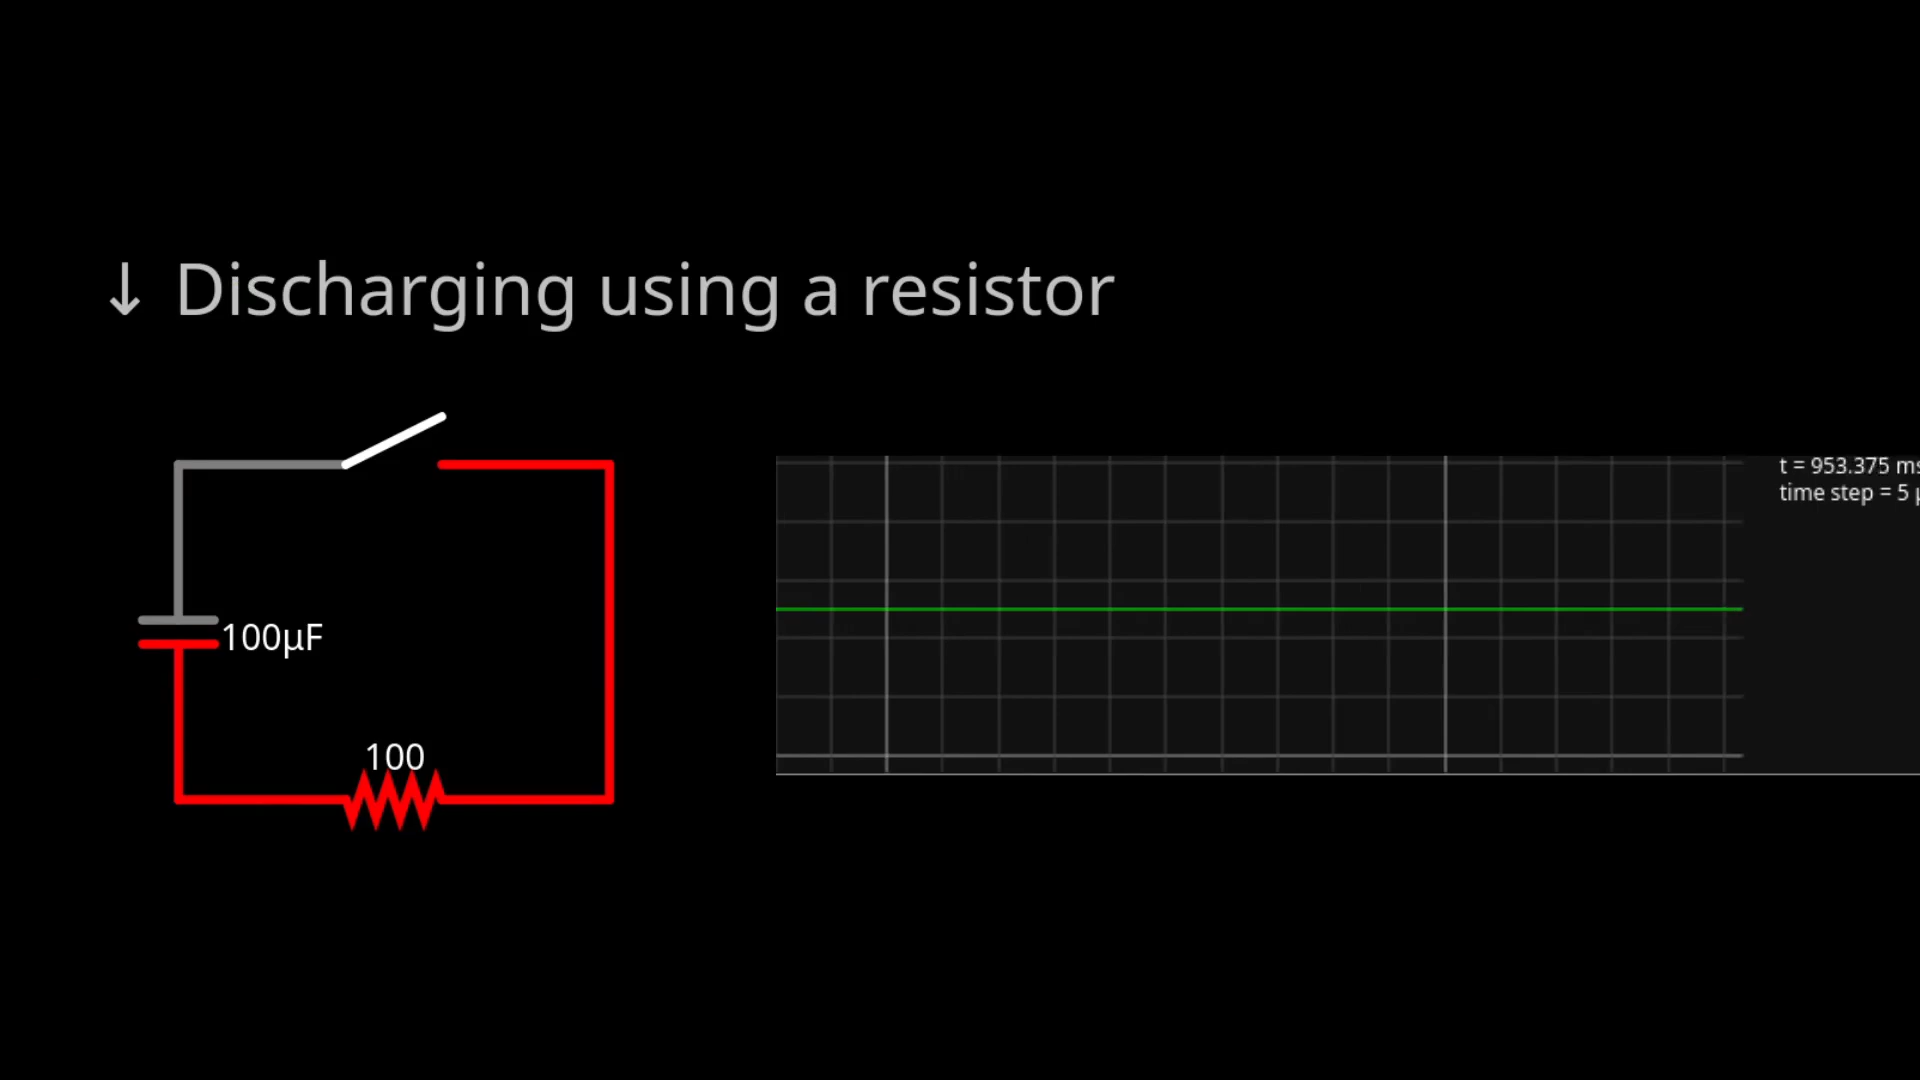 ↓ Discharging using a resistor
t = 953.375 ms
time step = 5 μ
100μF
100